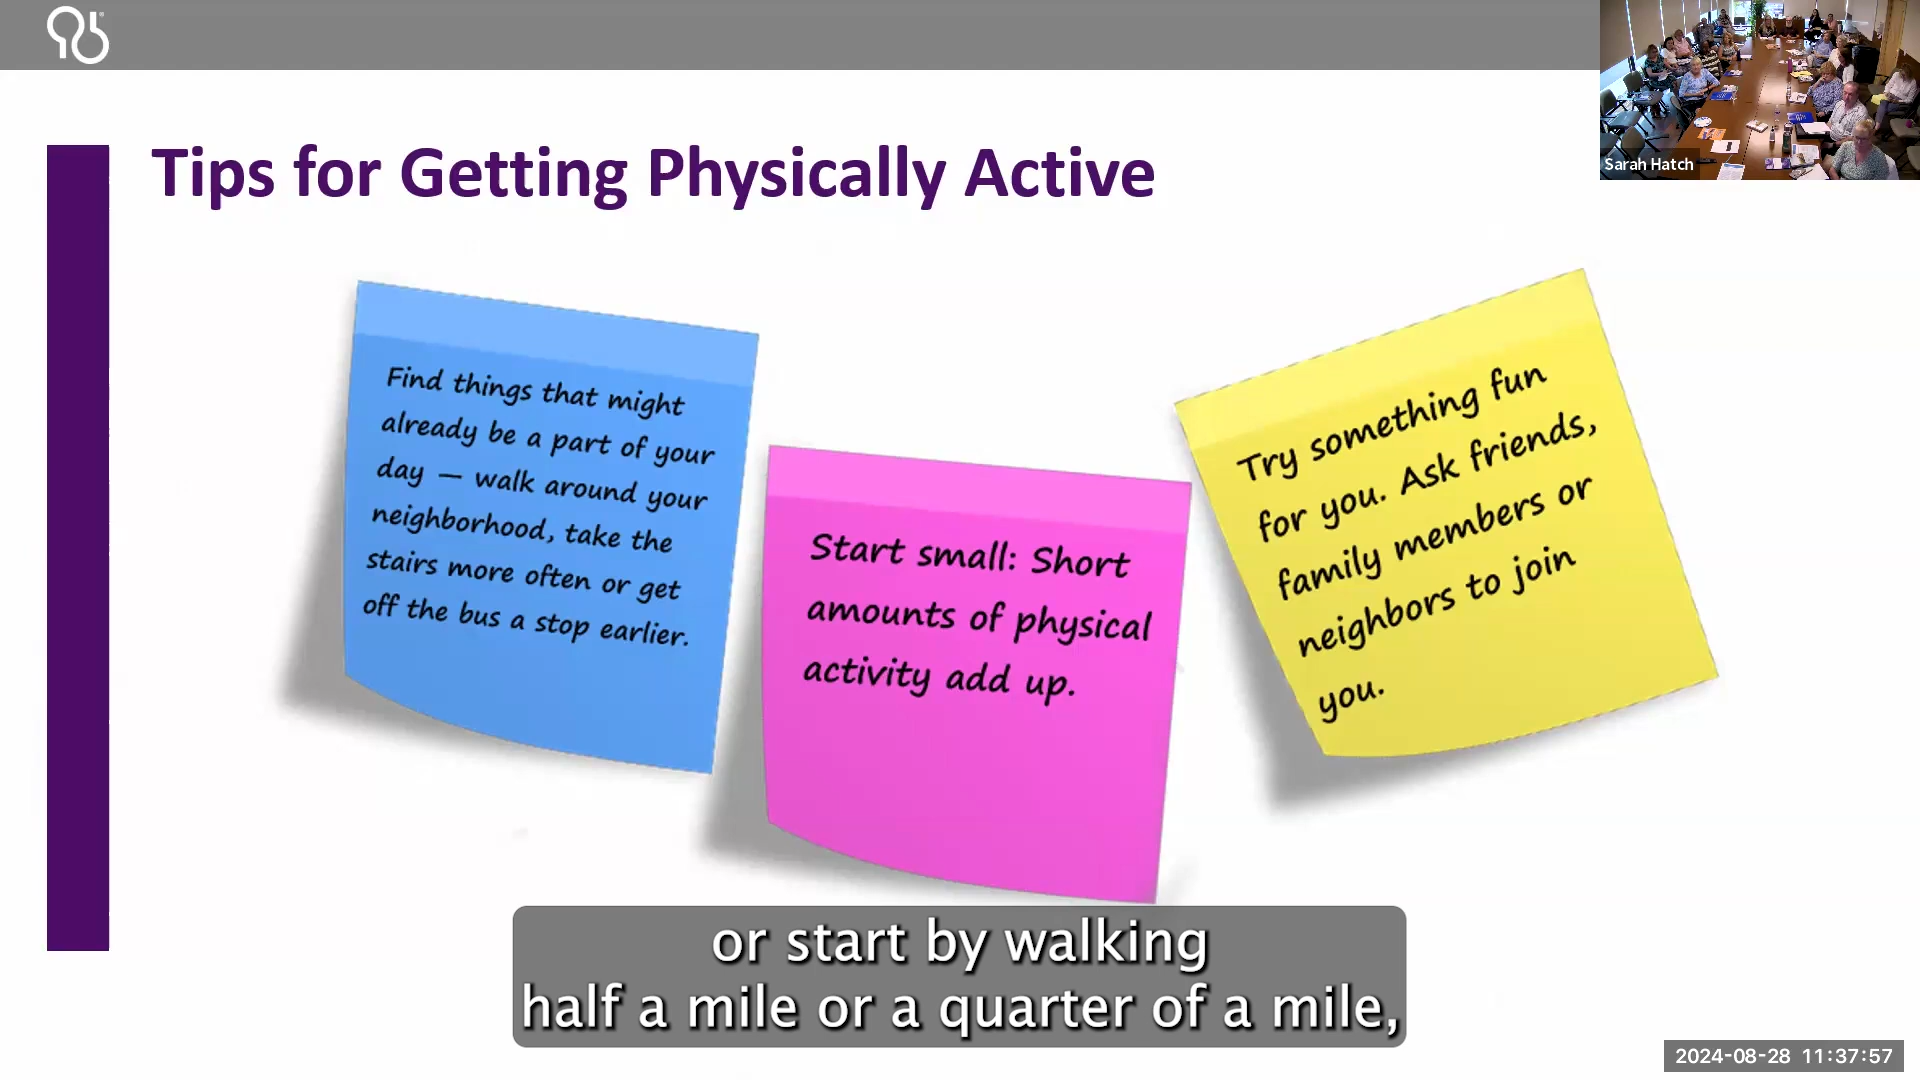 Sarah Hatch
Tips for Getting Physically Active
Find things that might
already be a part of your
day — walk around your
neighborhood, take the
stairs more often or get
off the bus a stop earlier.
Start small: Short
amounts of physical
activity add up.
Try something fun
for you. Ask friends,
family members or
neighbors to join
you.
or start by walking
half a mile or a quarter of a mile,
2024-08-28 11:37:57